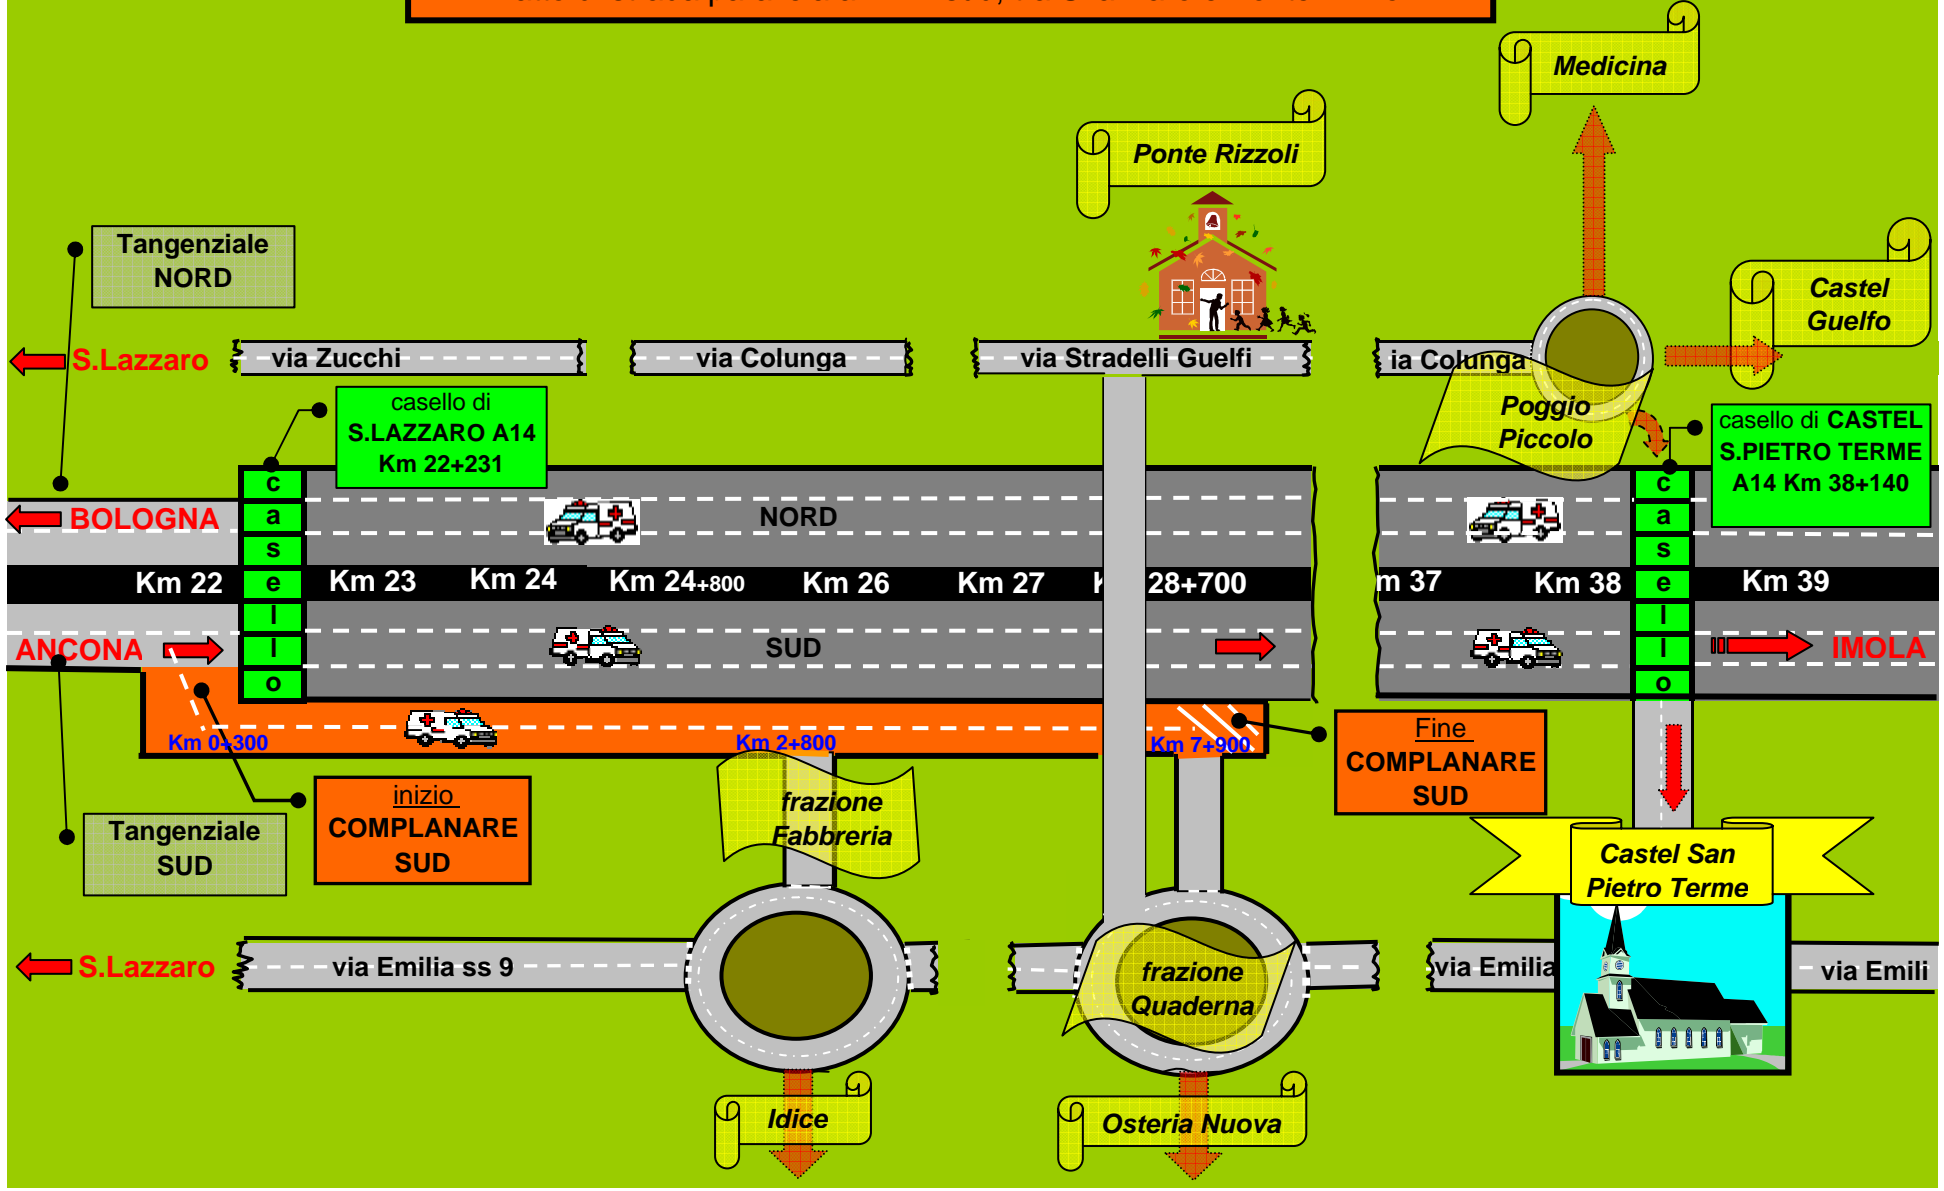 Medicina
Ponte Rizzoli
Tangenziale
NORD
Castel
Guelfo
S.Lazzaro
via Zucchi
via Colunga
via Stradelli Guelfi
ia Colunga
Poggio
Piccolo
casello di
S.LAZZARO A14
Km 22+231
casello di CASTEL
S.PIETRO TERME
A14 Km 38+140
c
a
s
e
l
l
o
c
a
s
e
l
l
o
BOLOGNA
NORD
Km 22
Km 23
Km 24
Km 24+800
Km 26
Km 27
28+700
m 37
Km 38
Km 39
ANCONA
SUD
IMOLA
Km 0+300
Km 2+800
Km 7+900
Fine
COMPLANARE
SUD
inizio
COMPLANARE
SUD
frazione
Fabbreria
Tangenziale
SUD
Castel San
Pietro Terme
S.Lazzaro
via Emilia ss 9
frazione
Quaderna
via Emilia
via Emili
Idice
Osteria Nuova